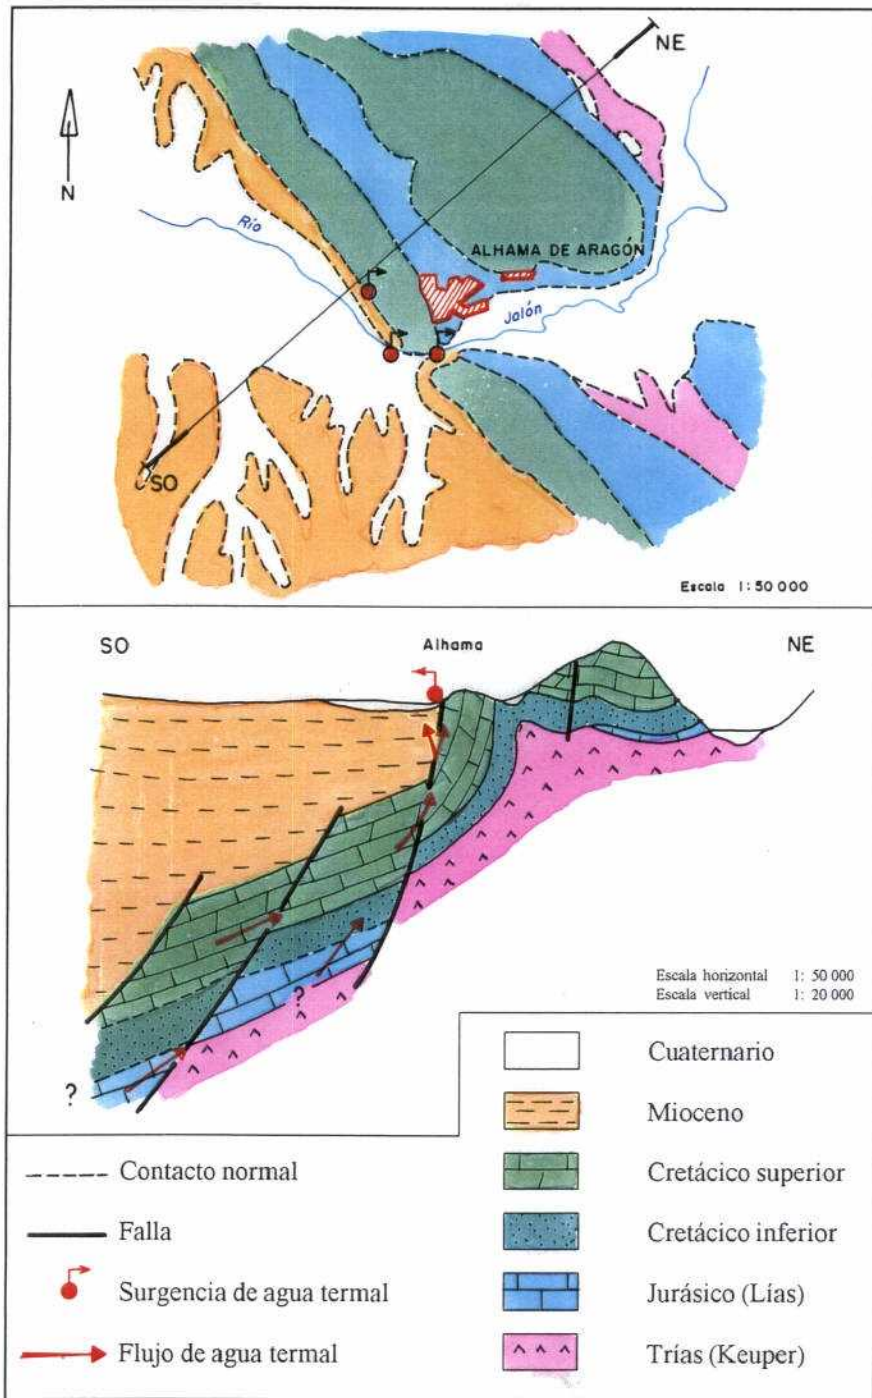 NE
N
Río
ALHAMA DE ARAGÓN
Jalón
SO
Escala 1:50 000
SO
Alhama
NE
?
?
Escala horizontal 1: 50 000
Escala vertical 1: 20 000
Cuaternario
Mioceno
Contacto normal
Cretácico superior
Falla
Cretácico inferior
Surgencia de agua termal
Jurásico (Lías)
Flujo de agua termal
Trías (Keuper)